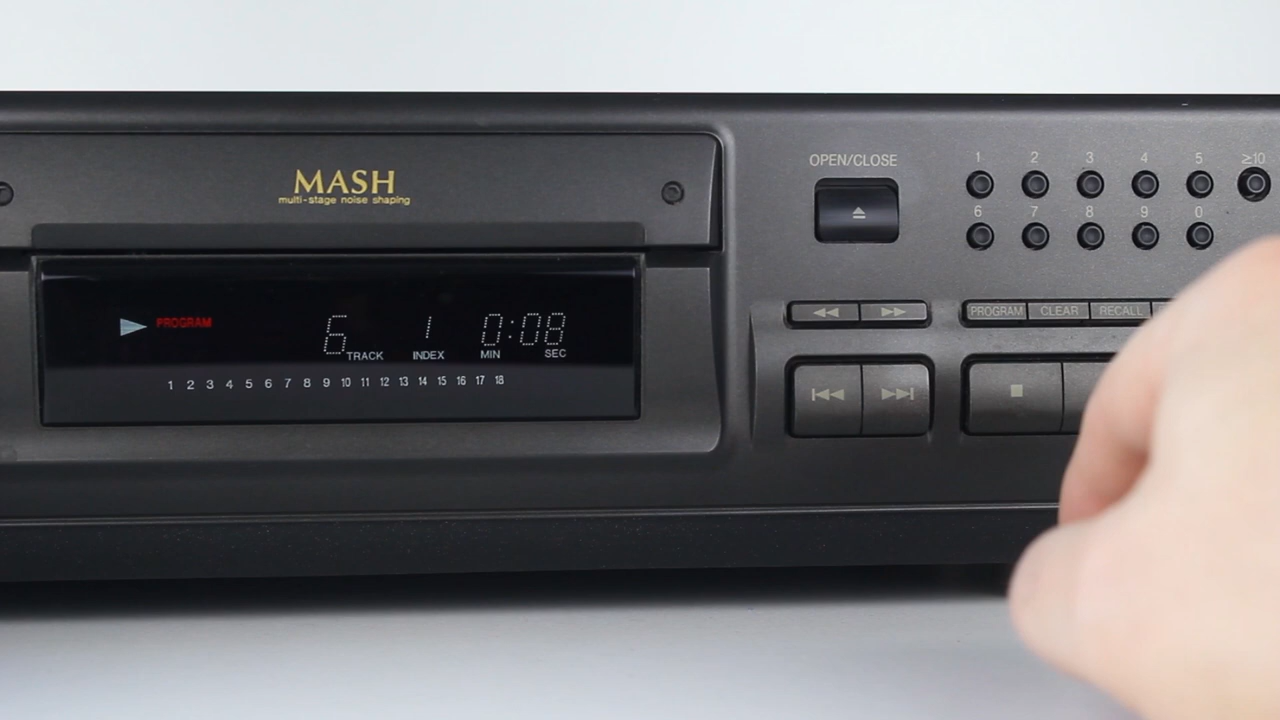 MASH
multi-stage noise shaping
OPEN/CLOSE
1 2 3 4 5 ≥10
6 7 8 9 0
PROGRAM
6 TRACK 1 INDEX 0:08 MIN SEC
1 2 3 4 5 6 7 8 9 10 11 12 13 14 15 16 17 18
PROGRAM CLEAR RECALL